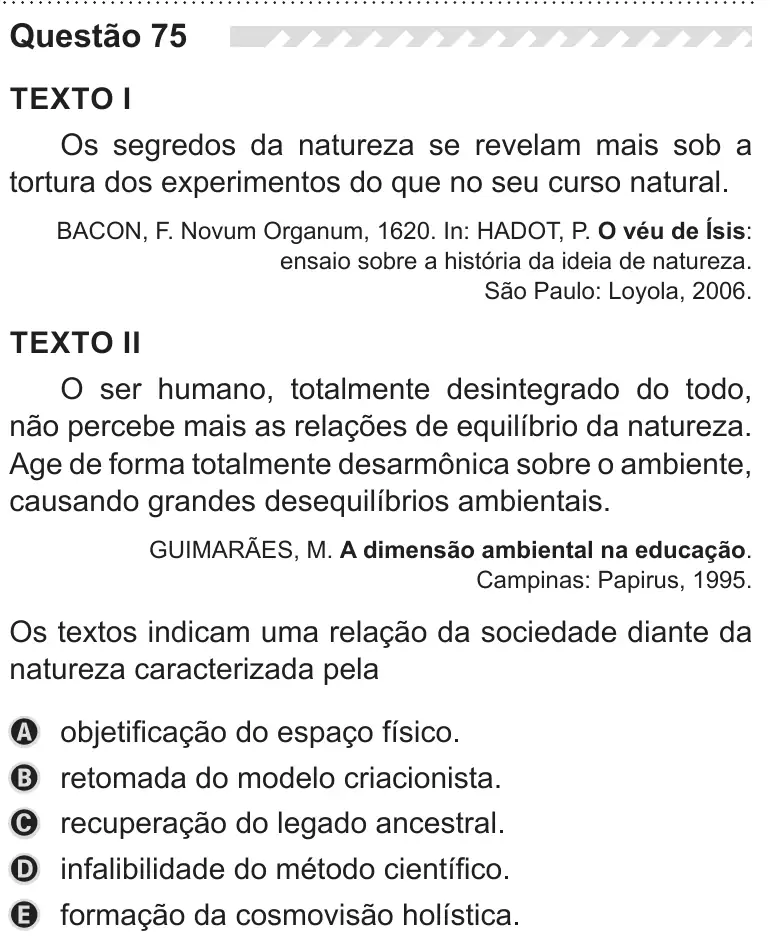 Questão 75
TEXTO I
Os segredos da natureza se revelam mais sob a
tortura dos experimentos do que no seu curso natural.
BACON, F. Novum Organum, 1620. In: HADOT, P. O véu de Ísis:
ensaio sobre a história da ideia de natureza.
São Paulo: Loyola, 2006.
TEXTO II
O ser humano, totalmente desintegrado do todo,
não percebe mais as relações de equilíbrio da natureza.
Age de forma totalmente desarmônica sobre o ambiente,
causando grandes desequilíbrios ambientais.
GUIMARÃES, M. A dimensão ambiental na educação.
Campinas: Papirus, 1995.
Os textos indicam uma relação da sociedade diante da
natureza caracterizada pela
A objetificação do espaço físico.
B retomada do modelo criacionista.
C recuperação do legado ancestral.
D infalibilidade do método científico.
E formação da cosmovisão holística.